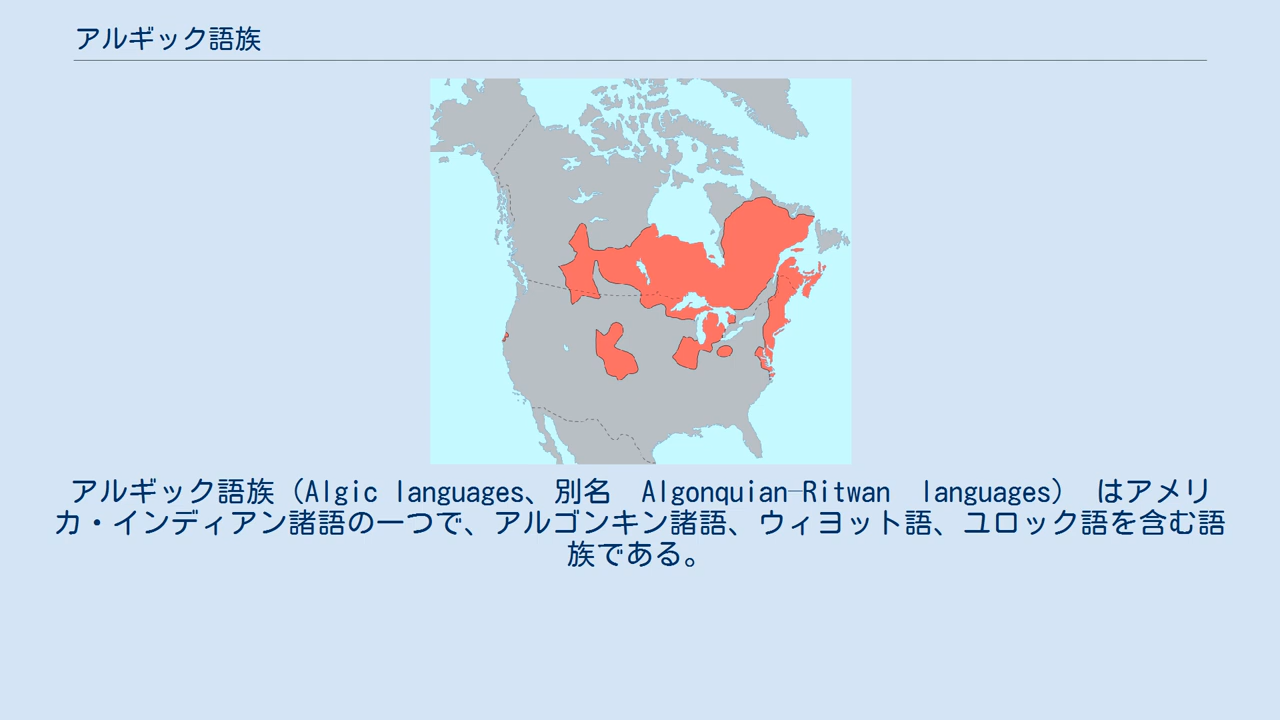 アルギック語族
アルギック語族（Algic languages、別名　Algonquian–Ritwan　languages） はアメリ
カ・インディアン諸語の一つで、アルゴンキン諸語、ウィヨット語、ユロック語を含む語
族である。